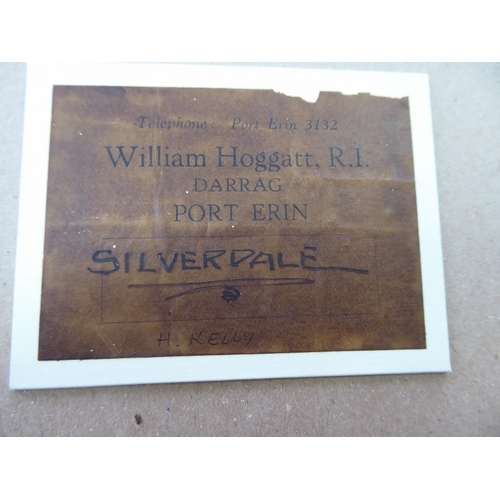 Telephone: Port Erin 3132
William Hoggatt, R.I.
DARRAG
PORT ERIN
SILVERDALE
H. KELLY